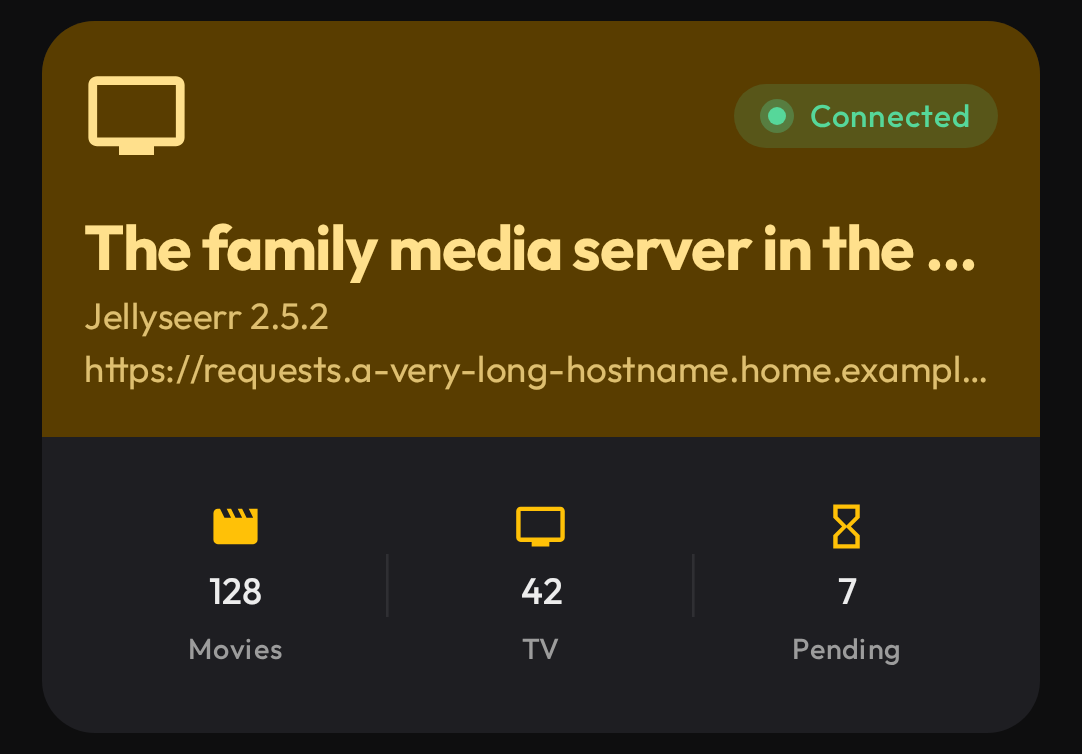 Connected
The family media server in the ...
Jellyseerr 2.5.2
https://requests.a-very-long-hostname.home.exampl...
128
42
7
Movies
TV
Pending